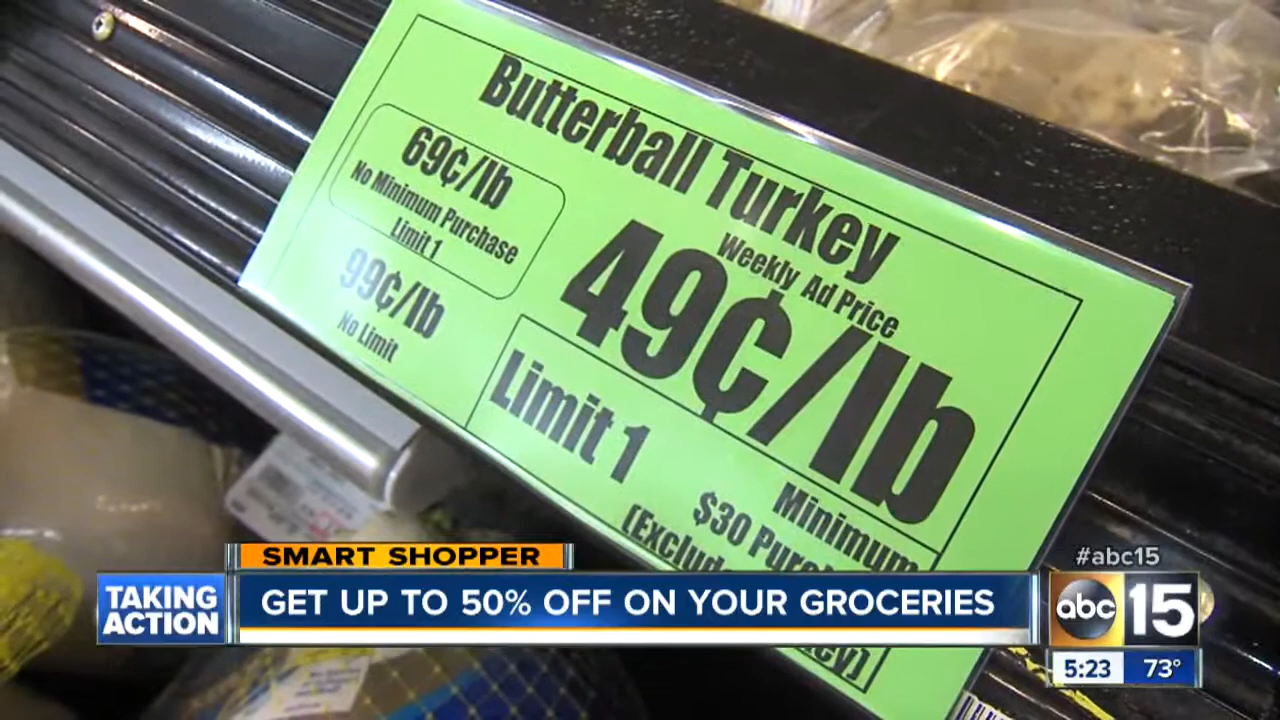 Butterball Turkey
69¢/lb
No Minimum Purchase
Limit 1
99¢/lb
No Limit
Weekly Ad Price
49¢/lb
Limit 1
Minimum
$30
SMART SHOPPER
TAKING
ACTION
GET UP TO 50% OFF ON YOUR GROCERIES
#abc15
abc 15
5:23 73°